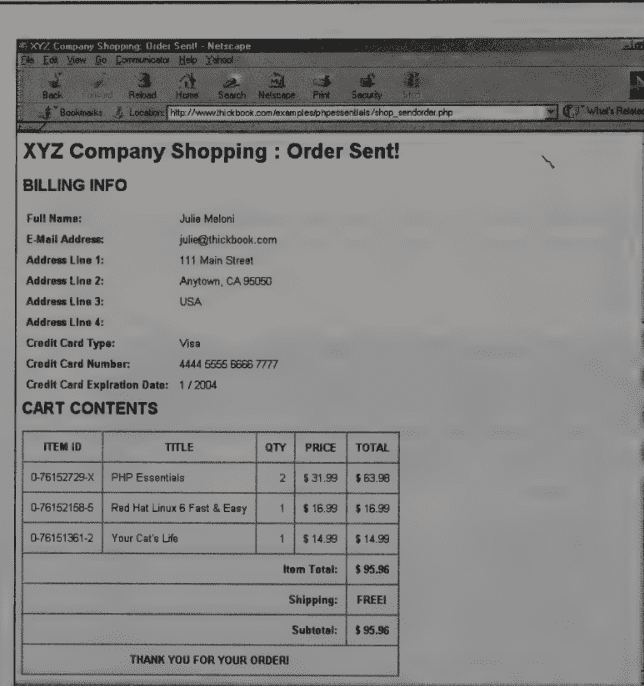 XYZ Company Shopping: Order Sent! - Netscape
File Edit View Go Communicator Help Yahoo!
Back Reload Home Search Netscape Print Security Stop
Bookmarks Location: http://www.thickbook.com/examples/phpessentials/shop_sendorder.php What's Related
XYZ Company Shopping : Order Sent!
BILLING INFO
Full Name: Julie Meloni
E-Mail Address: julie@thickbook.com
Address Line 1: 111 Main Street
Address Line 2: Anytown, CA 95050
Address Line 3: USA
Address Line 4:
Credit Card Type: Visa
Credit Card Number: 4444 5555 6666 7777
Credit Card Expiration Date: 1 / 2004
CART CONTENTS
ITEM ID TITLE QTY PRICE TOTAL
0-76152729-X PHP Essentials 2 $ 31.99 $ 63.98
0-76152158-5 Red Hat Linux 6 Fast & Easy 1 $ 16.99 $ 16.99
0-76151361-2 Your Cat's Life 1 $ 14.99 $ 14.99
Item Total: $ 95.96
Shipping: FREE!
Subtotal: $ 95.96
THANK YOU FOR YOUR ORDER!